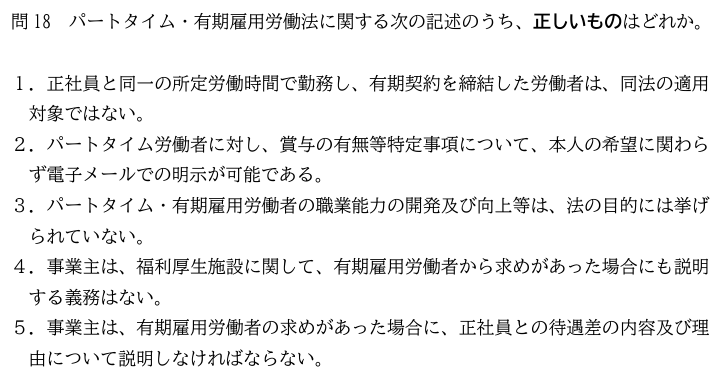 問18　パートタイム・有期雇用労働法に関する次の記述のうち、正しいものはどれか。
１．正社員と同一の所定労働時間で勤務し、有期契約を締結した労働者は、同法の適用
対象ではない。
２．パートタイム労働者に対し、賞与の有無等特定事項について、本人の希望に関わら
ず電子メールでの明示が可能である。
３．パートタイム・有期雇用労働者の職業能力の開発及び向上等は、法の目的には挙げ
られていない。
４．事業主は、福利厚生施設に関して、有期雇用労働者から求めがあった場合にも説明
する義務はない。
５．事業主は、有期雇用労働者の求めがあった場合に、正社員との待遇差の内容及び理
由について説明しなければならない。